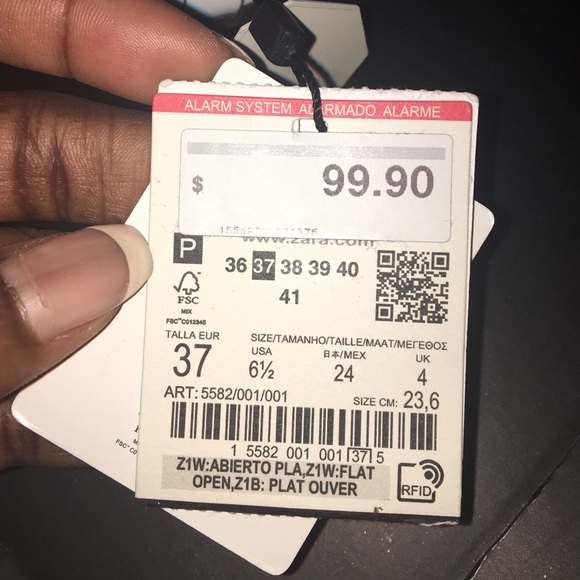 ALARM SYSTEM ALARMADO ALARME
$ 99.90
www.zara.com
P
36 37 38 39 40
41
FSC
MIX
FSC™C012345
TALLA EUR
37
SIZE/TAMANHO/TAILLE/MAAT/ΜΕΓΕΘΟΣ
USA 日本/MEX UK
6½ 24 4
ART: 5582/001/001
SIZE CM: 23,6
1 5582 001 001 37 5
Z1W:ABIERTO PLA,Z1W:FLAT
OPEN,Z1B: PLAT OUVER
RFID